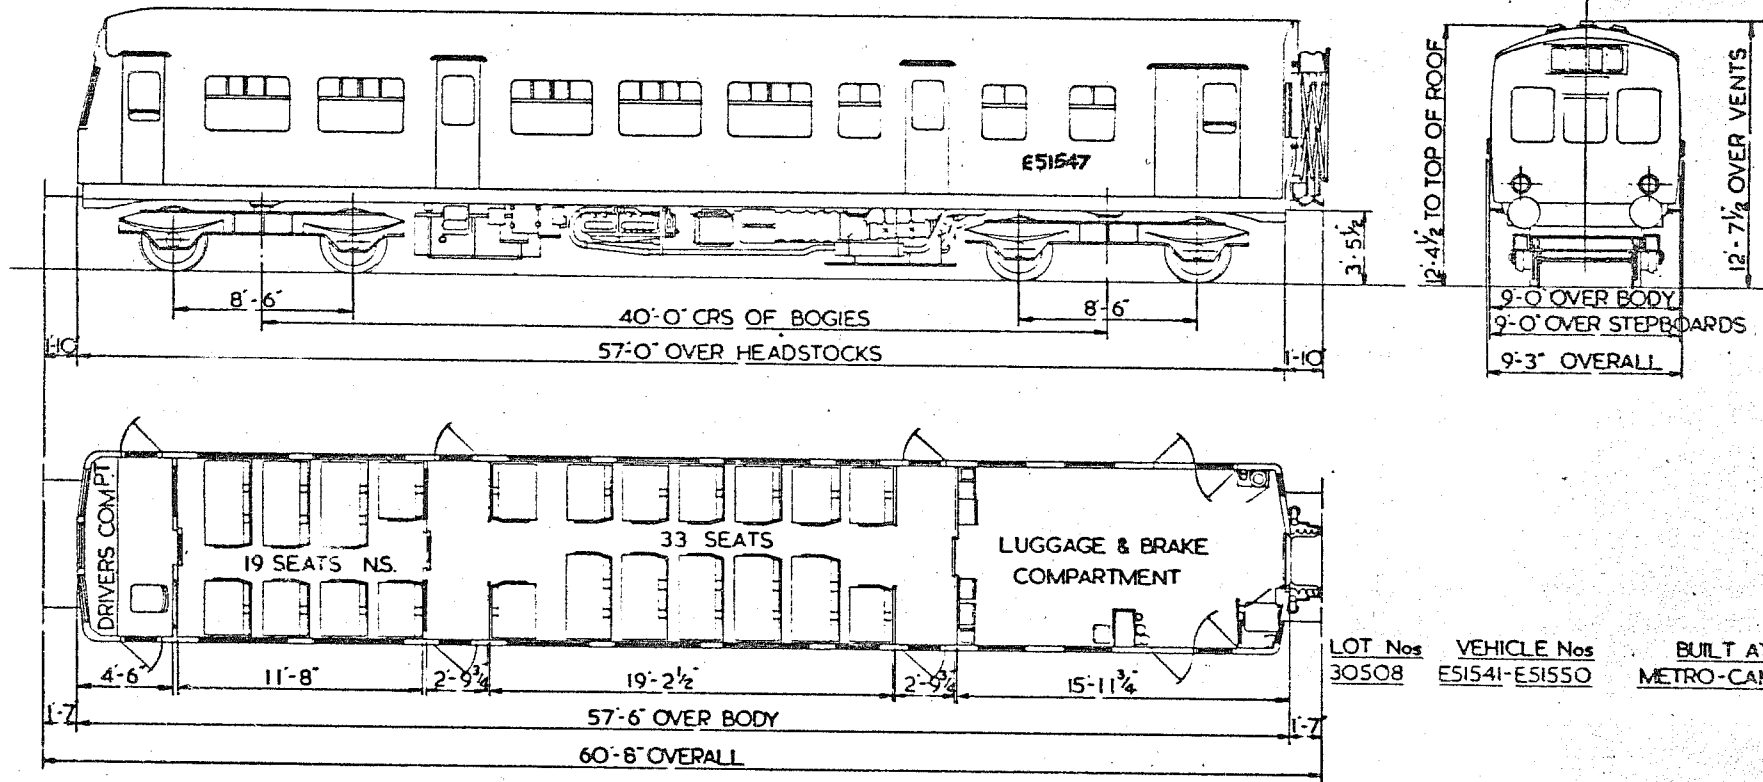 E51547
12'-4½" TO TOP OF ROOF
12'-7½" OVER VENTS
3'-5½"
8'-6"
40'-0" CRS OF BOGIES
8'-6"
1'-10"
57'-0" OVER HEADSTOCKS
1'-10"
9'-0" OVER BODY
9'-0" OVER STEPBOARDS
9'-3" OVERALL
DRIVERS COMPT.
19 SEATS N.S.
33 SEATS
LUGGAGE & BRAKE
COMPARTMENT
4'-6"
11'-8"
2'-9¾"
19'-2½"
2'-9¾"
15'-11¾"
1'-7"
57'-6" OVER BODY
1'-7"
60'-8" OVERALL
LOT Nos VEHICLE Nos BUILT AT
30508 E51541-E51550 METRO-CAM